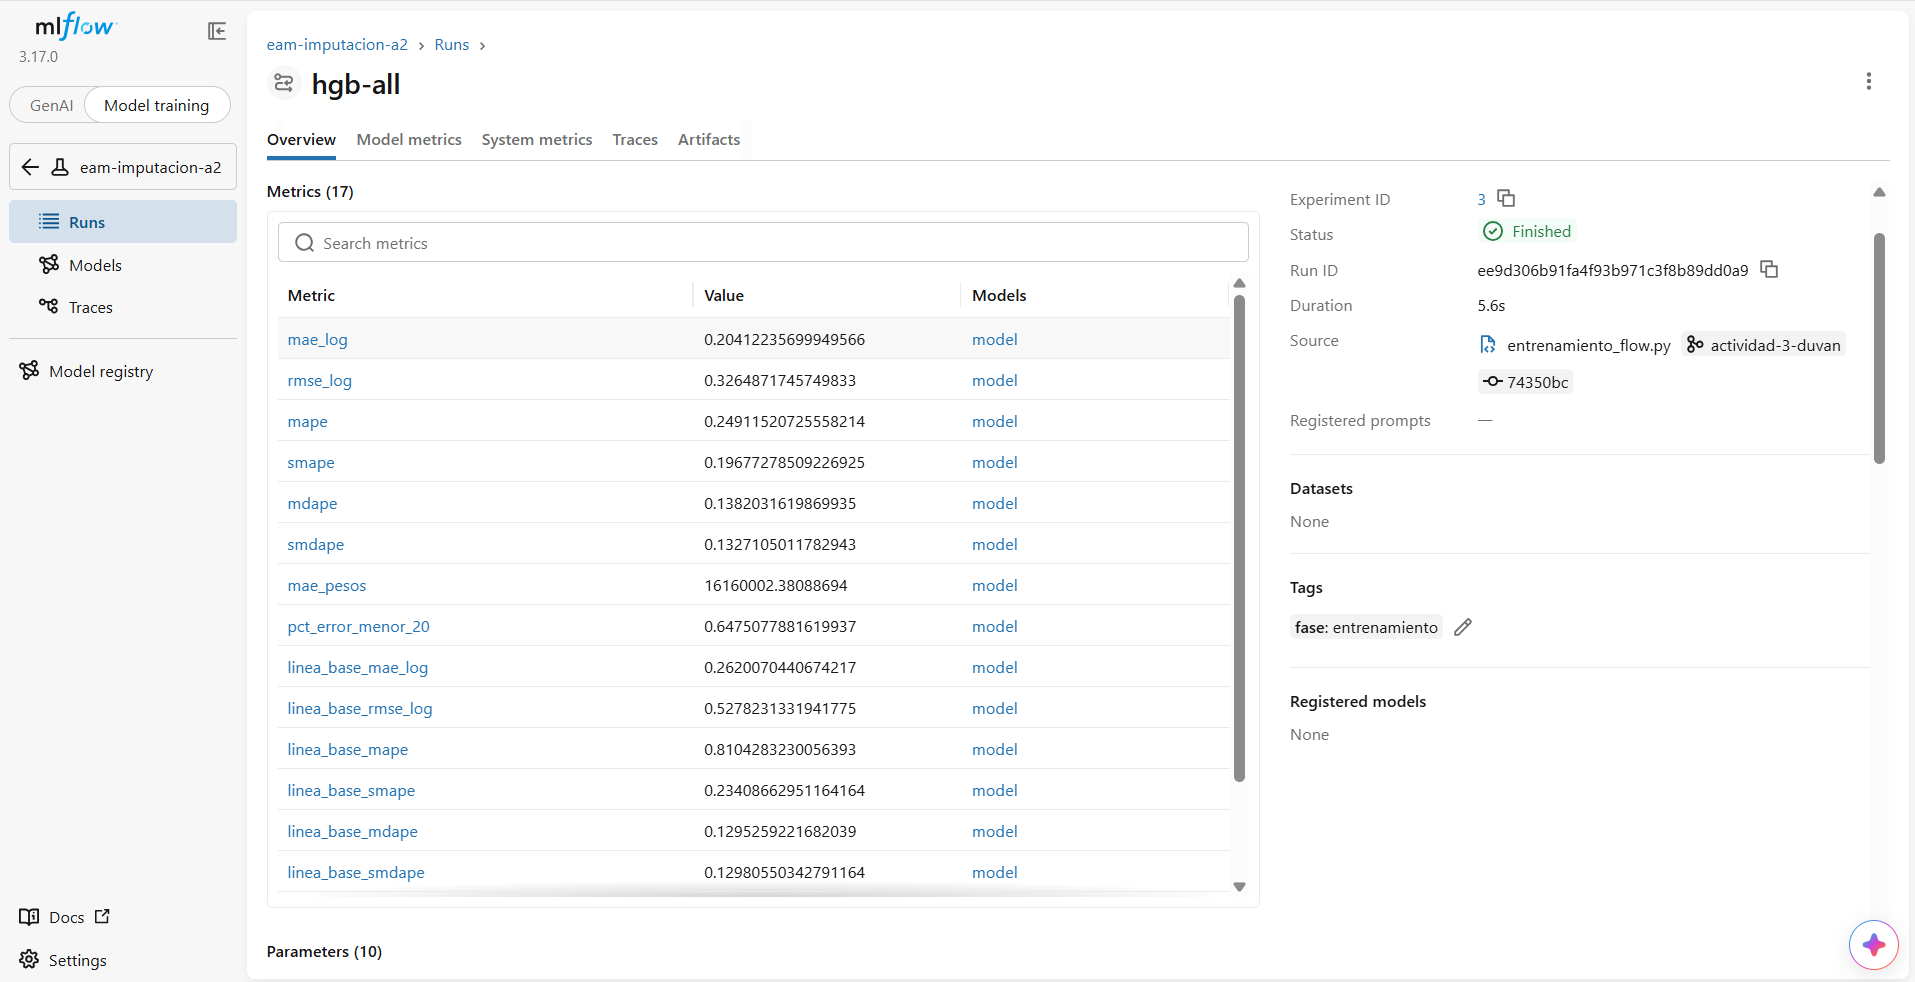 mlflow
3.17.0
GenAI
Model training
eam-imputacion-a2
Runs
Models
Traces
Model registry
Docs
Settings
eam-imputacion-a2 › Runs ›
hgb-all
Overview Model metrics System metrics Traces Artifacts
Metrics (17)
Search metrics
Metric Value Models
mae_log 0.20412235699949566 model
rmse_log 0.3264871745749833 model
mape 0.24911520725558214 model
smape 0.19677278509226925 model
mdape 0.1382031619869935 model
smdape 0.1327105011782943 model
mae_pesos 16160002.38088694 model
pct_error_menor_20 0.6475077881619937 model
linea_base_mae_log 0.2620070440674217 model
linea_base_rmse_log 0.5278231331941775 model
linea_base_mape 0.8104283230056393 model
linea_base_smape 0.23408662951164164 model
linea_base_mdape 0.1295259221682039 model
linea_base_smdape 0.12980550342791164 model
Parameters (10)
Experiment ID 3
Status Finished
Run ID ee9d306b91fa4f93b971c3f8b89dd0a9
Duration 5.6s
Source entrenamiento_flow.py actividad-3-duvan
74350bc
Registered prompts —
Datasets
None
Tags
fase: entrenamiento
Registered models
None